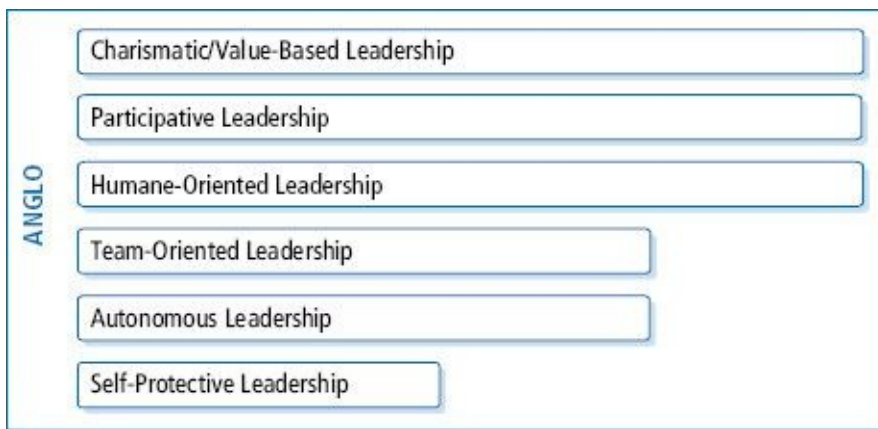 ANGLO
Charismatic/Value-Based Leadership
Participative Leadership
Humane-Oriented Leadership
Team-Oriented Leadership
Autonomous Leadership
Self-Protective Leadership